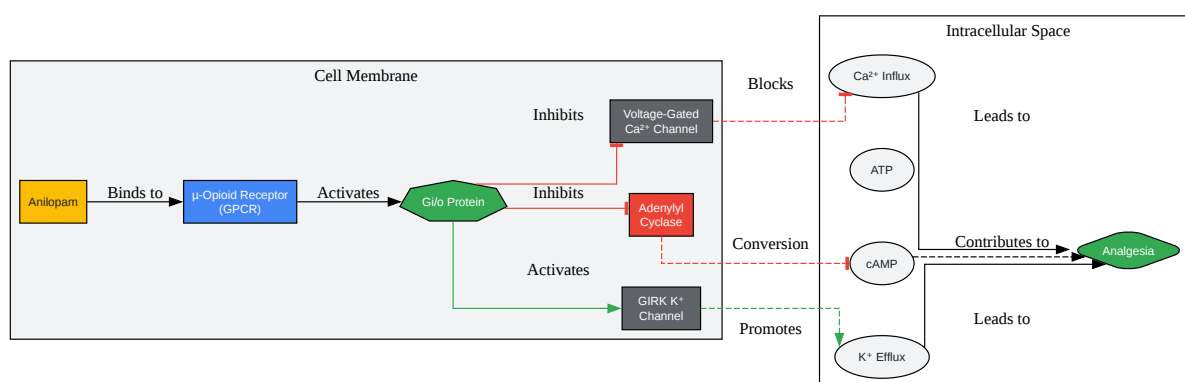 Intracellular Space
Cell Membrane
Ca²⁺ Influx
Blocks
Inhibits
Voltage-Gated
Ca²⁺ Channel
Leads to
ATP
Anilopam
Binds to
µ-Opioid Receptor
(GPCR)
Activates
Gi/o Protein
Inhibits
Adenylyl
Cyclase
Conversion
Contributes to
Analgesia
cAMP
Activates
GIRK K⁺
Channel
Promotes
Leads to
K⁺ Efflux